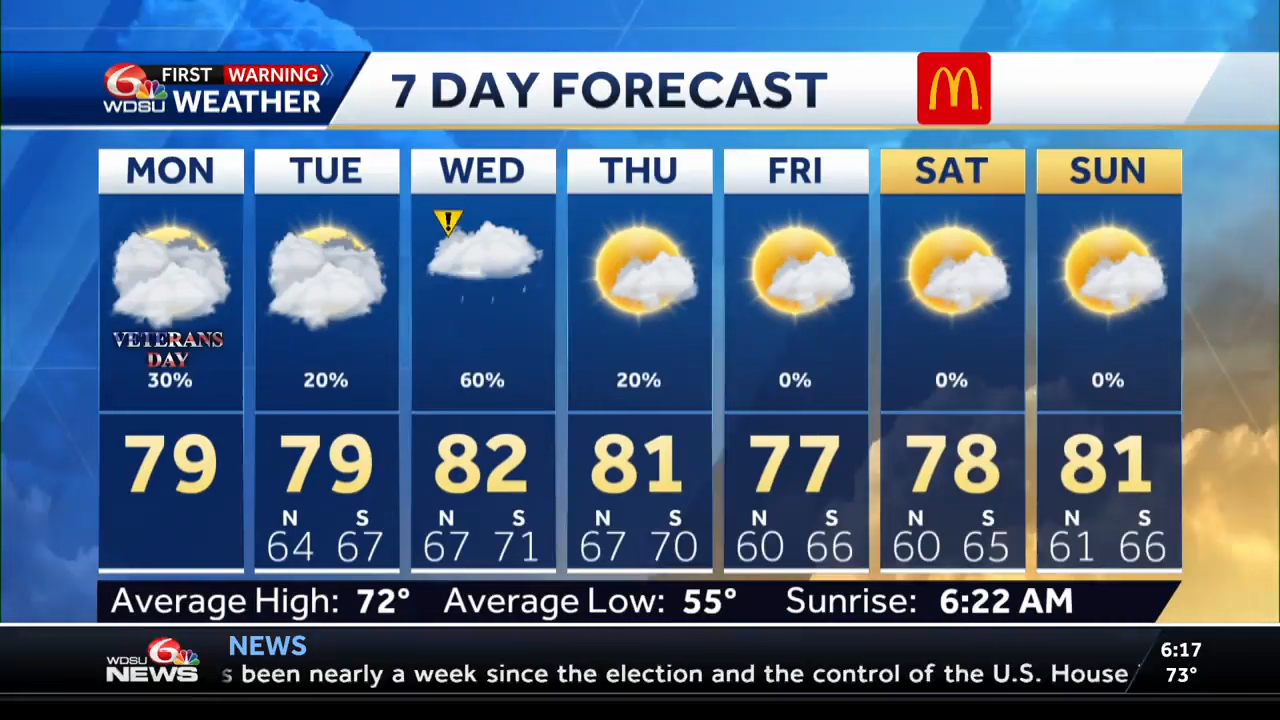 6 FIRST WARNING
WDSU WEATHER
7 DAY FORECAST
M
MON TUE WED THU FRI SAT SUN
!
VETERANS
DAY
30% 20% 60% 20% 0% 0% 0%
79 79 82 81 77 78 81
N S N S N S N S N S N S
64 67 67 71 67 70 60 66 60 65 61 66
Average High: 72° Average Low: 55° Sunrise: 6:22 AM
WDSU 6 NEWS
NEWS
s been nearly a week since the election and the control of the U.S. House
6:17
73°